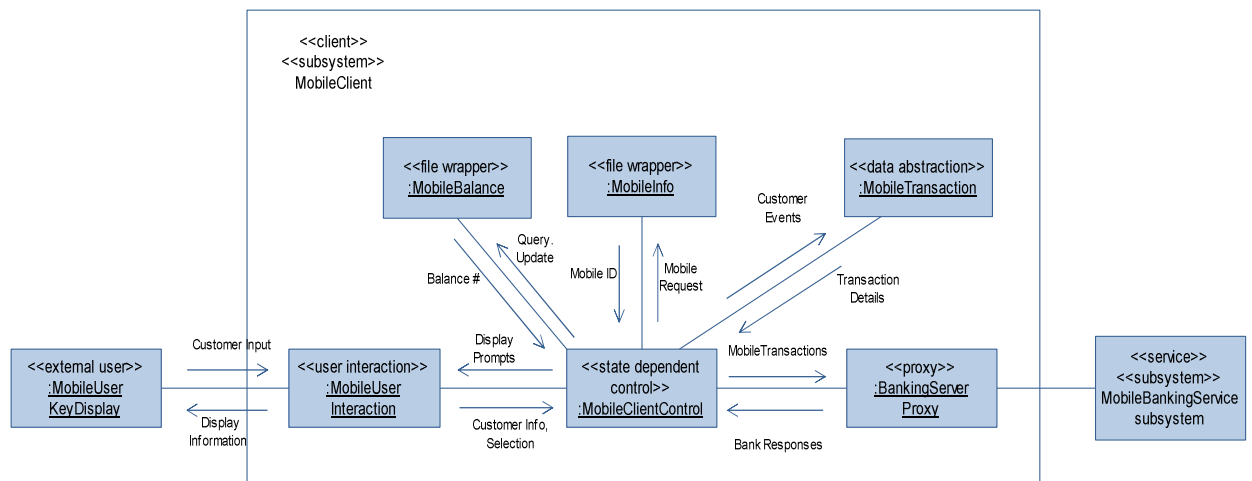 <<client>>
<<subsystem>>
MobileClient
<<file wrapper>>
:MobileBalance
<<file wrapper>>
:MobileInfo
<<data abstraction>>
:MobileTransaction
Customer
Events
Query.
Update
Balance #
Mobile ID
Mobile
Request
Transaction
Details
Customer Input
Display
Prompts
MobileTransactions
<<external user>>
:MobileUser
KeyDisplay
<<user interaction>>
:MobileUser
Interaction
<<state dependent
control>>
:MobileClientControl
<<proxy>>
:BankingServer
Proxy
<<service>>
<<subsystem>>
MobileBankingService
subsystem
Display
Information
Customer Info,
Selection
Bank Responses